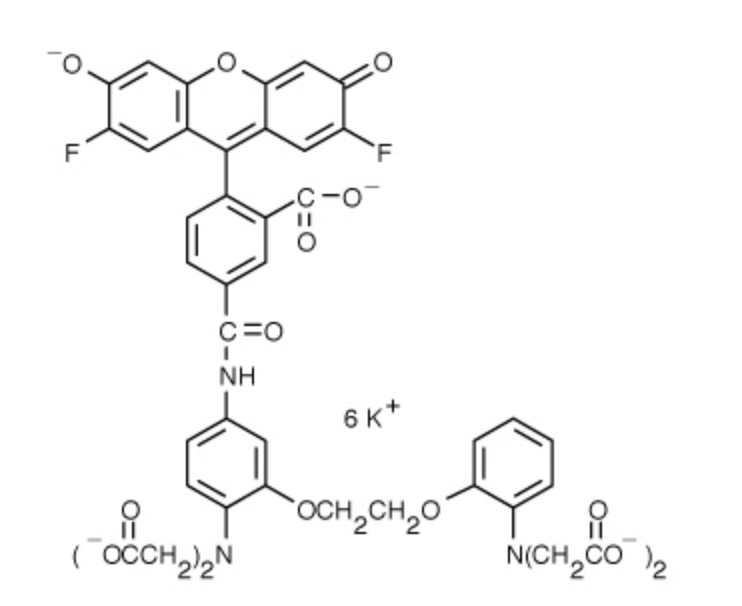 ⁻O O O
F F
C–O⁻
O
C=O
NH
6 K⁺
O OCH₂CH₂O O
(⁻OCCH₂)₂N N(CH₂CO⁻)₂